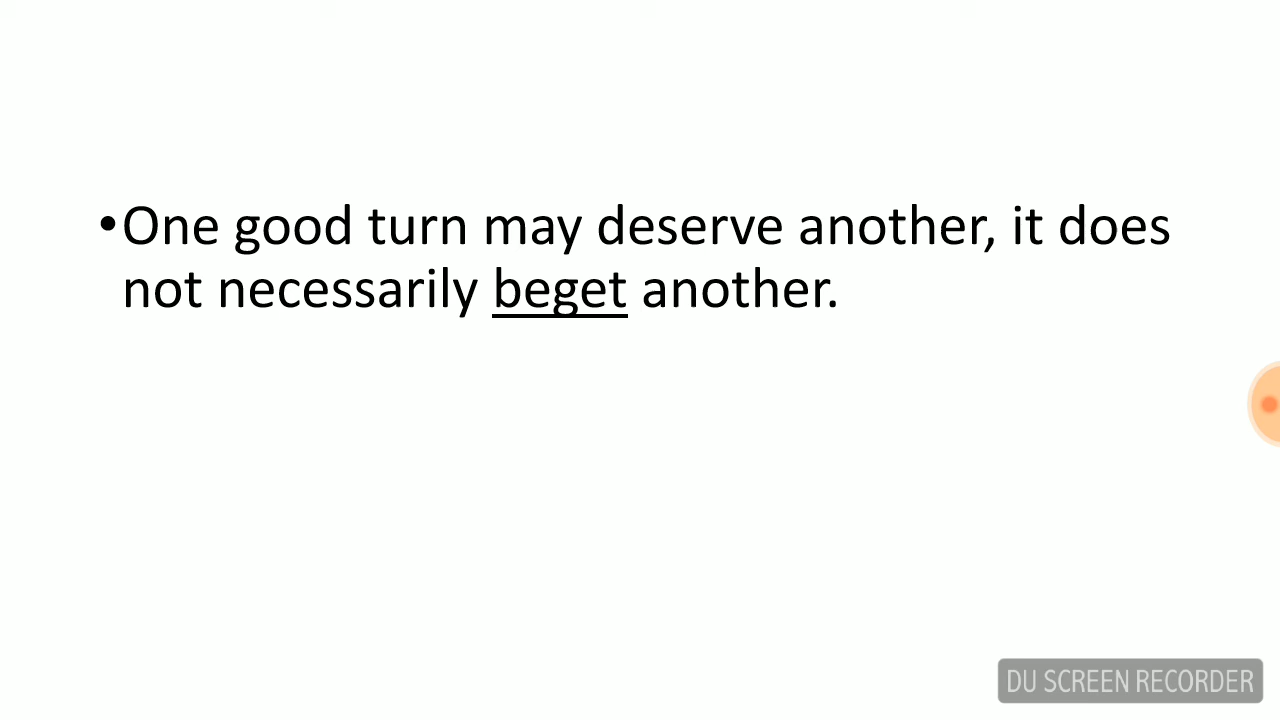 •One good turn may deserve another, it does
not necessarily beget another.
DU SCREEN RECORDER